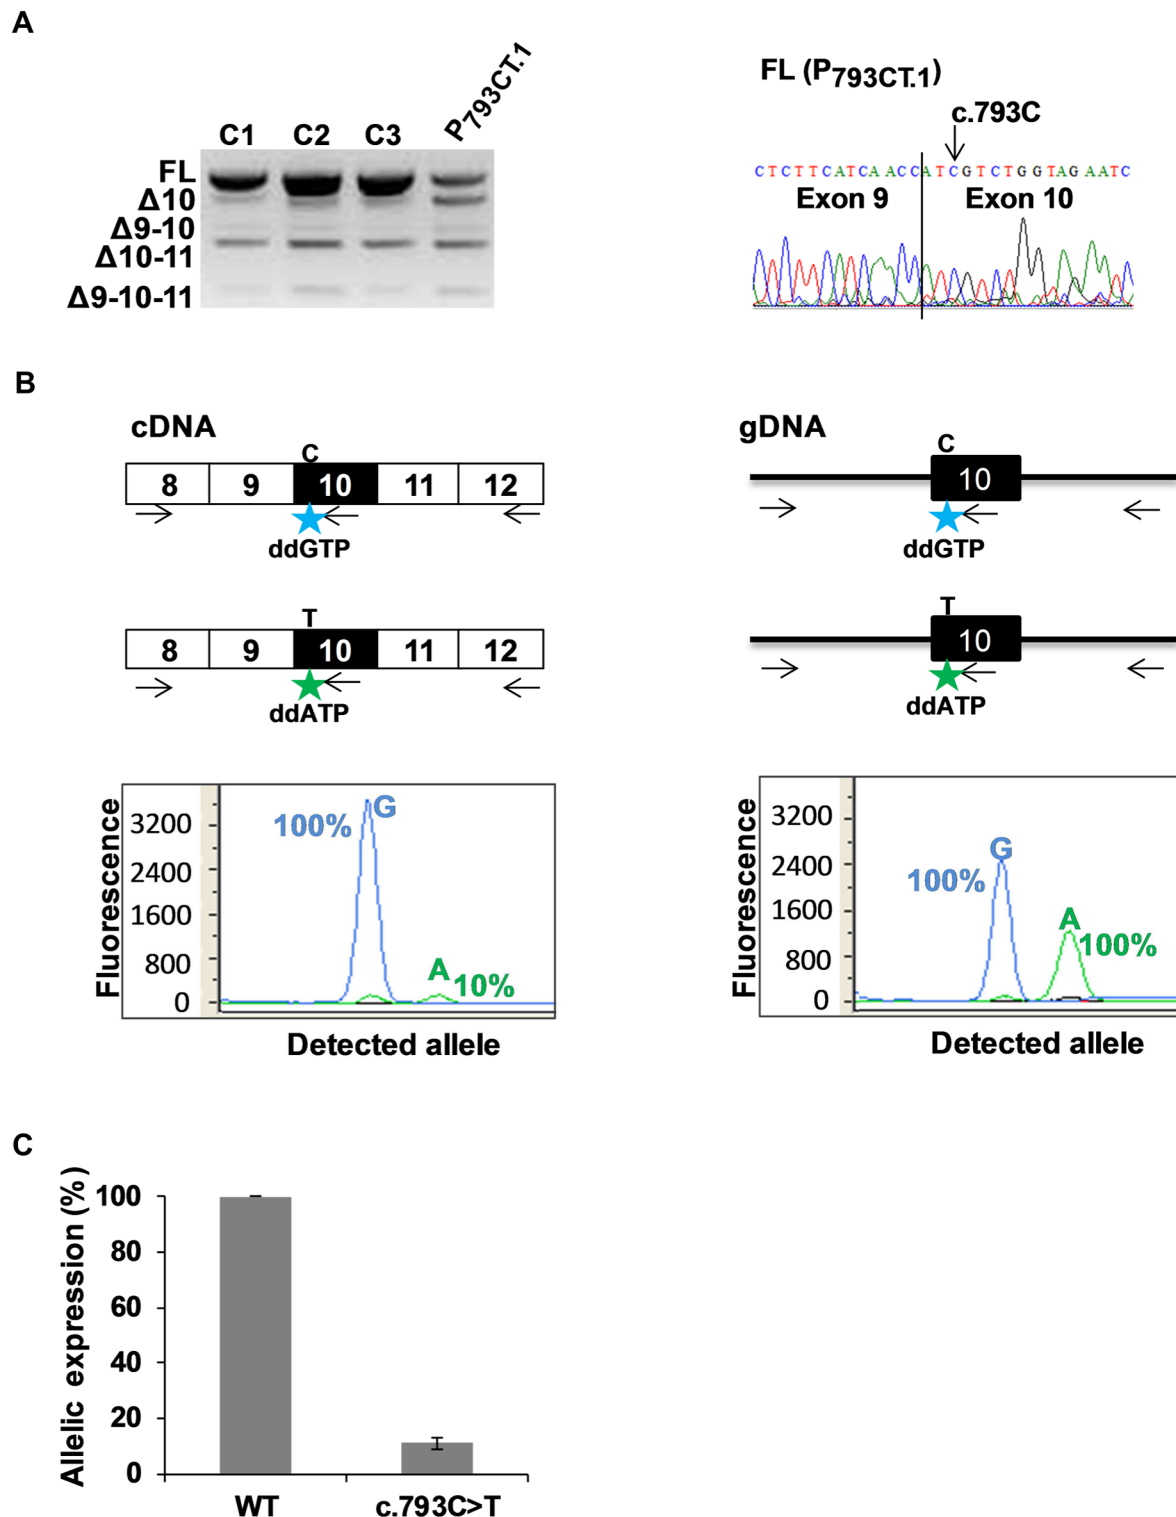 A
C1 C2 C3 P793CT.1
FL
Δ10
Δ9-10
Δ10-11
Δ9-10-11
FL (P793CT.1)
c.793C
CTCTTCATCAACCATCGTCTGGTAGAATC
Exon 9 Exon 10
B
cDNA
C
8 9 10 11 12
ddGTP
T
8 9 10 11 12
ddATP
gDNA
C
10
ddGTP
T
10
ddATP
Fluorescence
3200
2400
1600
800
0
G
100%
A 10%
Detected allele
Fluorescence
3200
2400
1600
800
0
G
100%
A
100%
Detected allele
C
Allelic expression (%)
100
80
60
40
20
0
WT c.793C>T